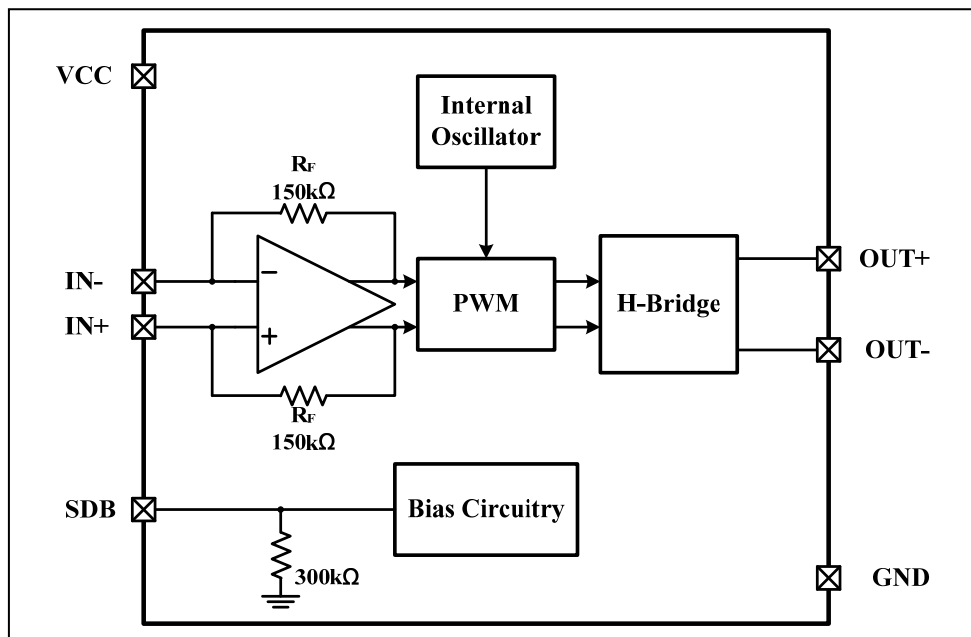 VCC
Internal
Oscillator
RF
150kΩ
IN-
−
IN+
+
PWM
H-Bridge
OUT+
OUT-
RF
150kΩ
SDB
Bias Circuitry
300kΩ
GND